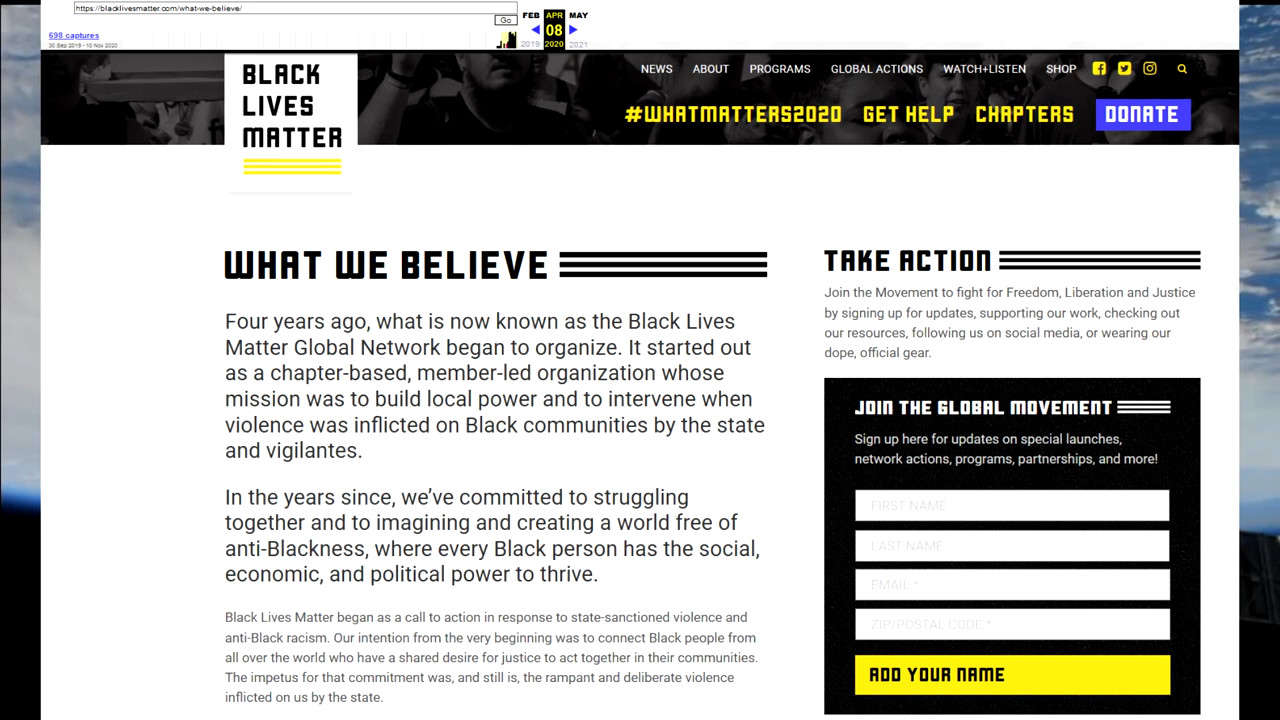 https://blacklivesmatter.com/what-we-believe/
Go
FEB APR MAY
08
2019 2020 2021
698 captures
30 Sep 2019 - 10 Nov 2020
BLACK
LIVES
MATTER
NEWS ABOUT PROGRAMS GLOBAL ACTIONS WATCH+LISTEN SHOP
#WHATMATTERS2020 GET HELP CHAPTERS DONATE
WHAT WE BELIEVE
Four years ago, what is now known as the Black Lives
Matter Global Network began to organize. It started out
as a chapter-based, member-led organization whose
mission was to build local power and to intervene when
violence was inflicted on Black communities by the state
and vigilantes.
In the years since, we’ve committed to struggling
together and to imagining and creating a world free of
anti-Blackness, where every Black person has the social,
economic, and political power to thrive.
Black Lives Matter began as a call to action in response to state-sanctioned violence and
anti-Black racism. Our intention from the very beginning was to connect Black people from
all over the world who have a shared desire for justice to act together in their communities.
The impetus for that commitment was, and still is, the rampant and deliberate violence
inflicted on us by the state.
TAKE ACTION
Join the Movement to fight for Freedom, Liberation and Justice
by signing up for updates, supporting our work, checking out
our resources, following us on social media, or wearing our
dope, official gear.
JOIN THE GLOBAL MOVEMENT
Sign up here for updates on special launches,
network actions, programs, partnerships, and more!
FIRST NAME
LAST NAME
EMAIL *
ZIP/POSTAL CODE *
ADD YOUR NAME